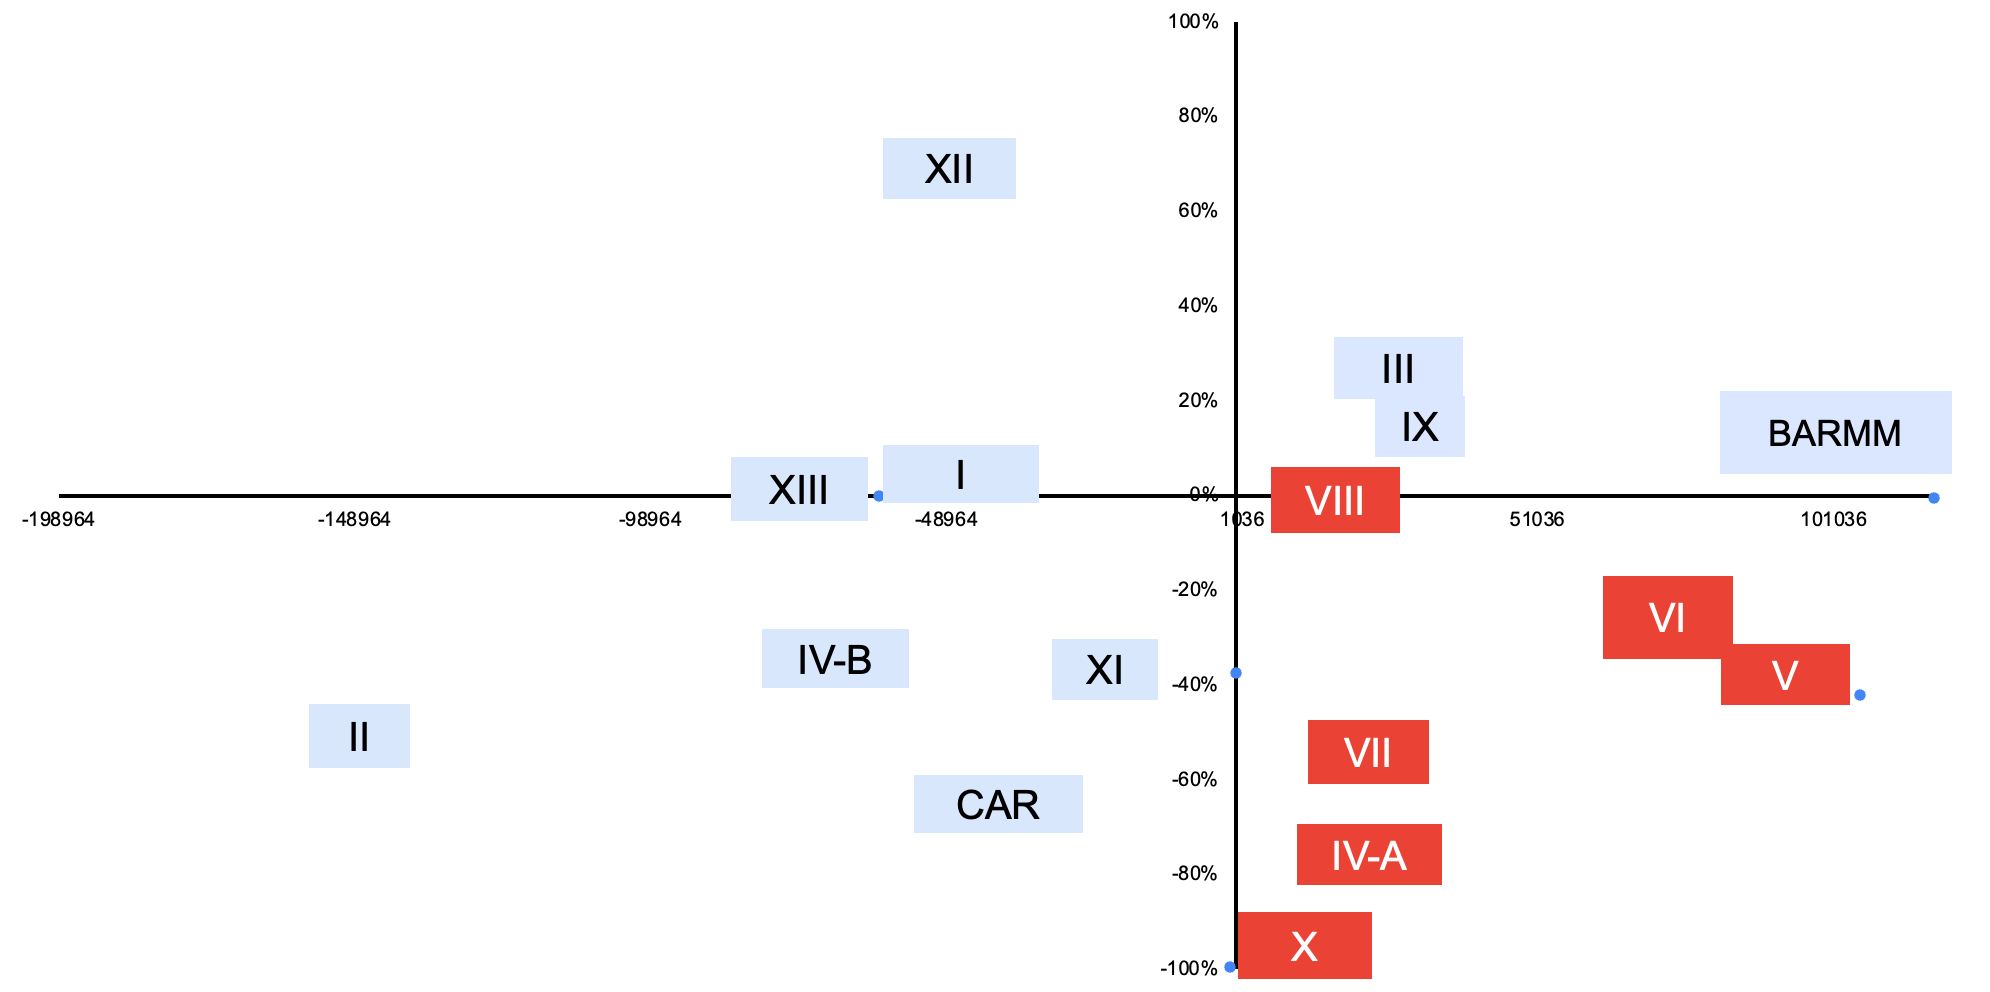 100%
80%
XII
60%
40%
III
20%
IX
BARMM
I
XIII
0%
VIII
-198964
-148964
-98964
-48964
1036
51036
101036
-20%
VI
IV-B
XI
-40%
V
II
VII
-60%
CAR
IV-A
-80%
X
-100%